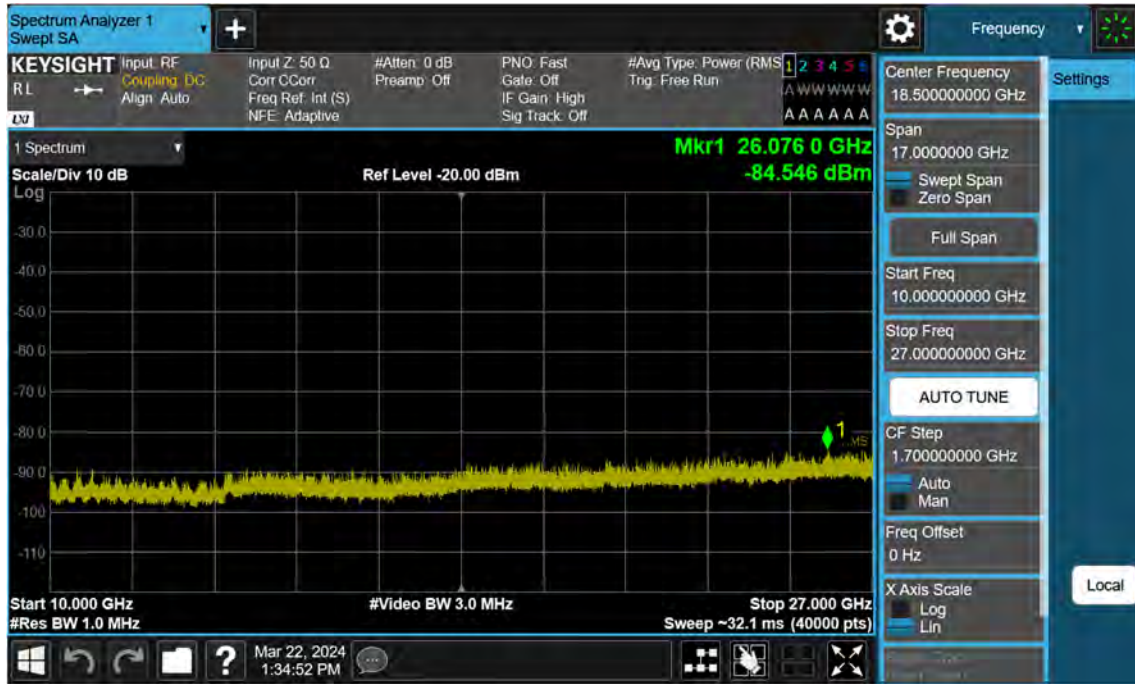 Spectrum Analyzer 1
Swept SA
+
Frequency
KEYSIGHT
R L
LXI
Input: RF
Coupling: DC
Align: Auto
Input Z: 50 Ω
Corr CCorr
Freq Ref: Int (S)
NFE: Adaptive
#Atten: 0 dB
Preamp: Off
PNO: Fast
Gate: Off
IF Gain: High
Sig Track: Off
#Avg Type: Power (RMS
Trig: Free Run
1 2 3 4 5 6
A W W W W W
A A A A A A
1 Spectrum
Scale/Div 10 dB
Ref Level -20.00 dBm
Mkr1 26.076 0 GHz
-84.546 dBm
Log
-30.0
-40.0
-50.0
-60.0
-70.0
-80.0
-90.0
-100
-110
1
Start 10.000 GHz
#Res BW 1.0 MHz
#Video BW 3.0 MHz
Stop 27.000 GHz
Sweep ~32.1 ms (40000 pts)
Center Frequency
18.500000000 GHz
Span
17.0000000 GHz
Swept Span
Zero Span
Full Span
Start Freq
10.000000000 GHz
Stop Freq
27.000000000 GHz
AUTO TUNE
CF Step
1.700000000 GHz
Auto
Man
Freq Offset
0 Hz
X Axis Scale
Log
Lin
Settings
Local
?
Mar 22, 2024
1:34:52 PM